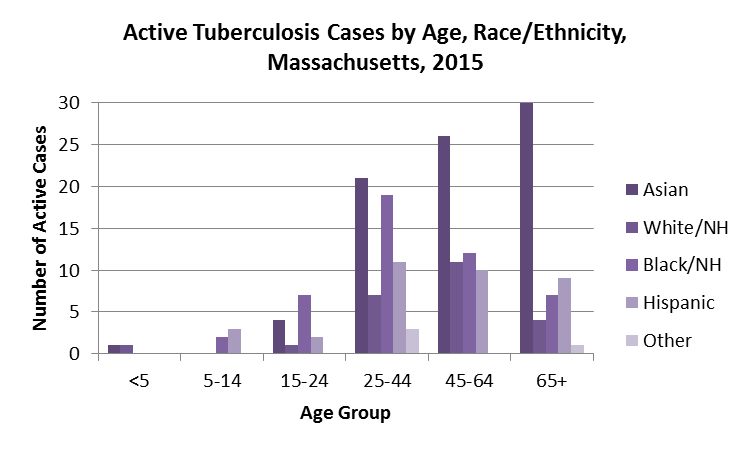 Active Tuberculosis Cases by Age, Race/Ethnicity,
Massachusetts, 2015
Number of Active Cases
30
25
20
15
10
5
0
<5
5-14
15-24
25-44
45-64
65+
Age Group
Asian
White/NH
Black/NH
Hispanic
Other